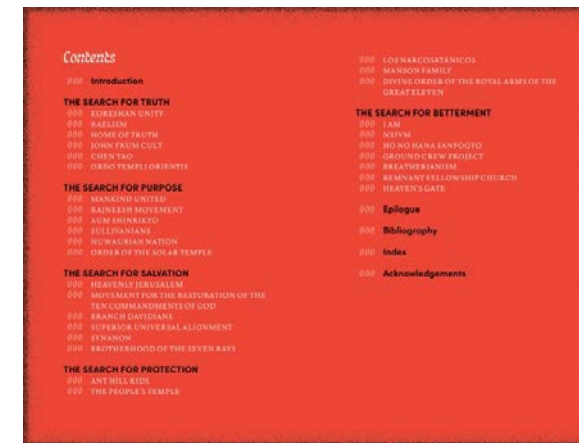 Contents
000 Introduction
THE SEARCH FOR TRUTH
000 KORESHAN UNITY
000 RAELISM
000 HOME OF TRUTH
000 JOHN FRUM CULT
000 CHEN TAO
000 ORDO TEMPLI ORIENTIS
THE SEARCH FOR PURPOSE
000 MANKIND UNITED
000 RAJNEESH MOVEMENT
000 AUM SHINRIKYO
000 SULLIVANIANS
000 NUWAUBIAN NATION
000 ORDER OF THE SOLAR TEMPLE
THE SEARCH FOR SALVATION
000 HEAVENLY JERUSALEM
000 MOVEMENT FOR THE RESTORATION OF THE
TEN COMMANDMENTS OF GOD
000 BRANCH DAVIDIANS
000 SUPERIOR UNIVERSAL ALIGNMENT
000 SYNANON
000 BROTHERHOOD OF THE SEVEN RAYS
THE SEARCH FOR PROTECTION
000 ANT HILL KIDS
000 THE PEOPLE'S TEMPLE
000 LOS NARCOSATÁNICOS
000 MANSON FAMILY
000 DIVINE ORDER OF THE ROYAL ARMS OF THE
GREAT ELEVEN
THE SEARCH FOR BETTERMENT
000 I AM
000 NXIVM
000 HO NO HANA SANPOGYO
000 GROUND CREW PROJECT
000 BREATHERIANISM
000 REMNANT FELLOWSHIP CHURCH
000 HEAVEN'S GATE
000 Epilogue
000 Bibliography
000 Index
000 Acknowledgements